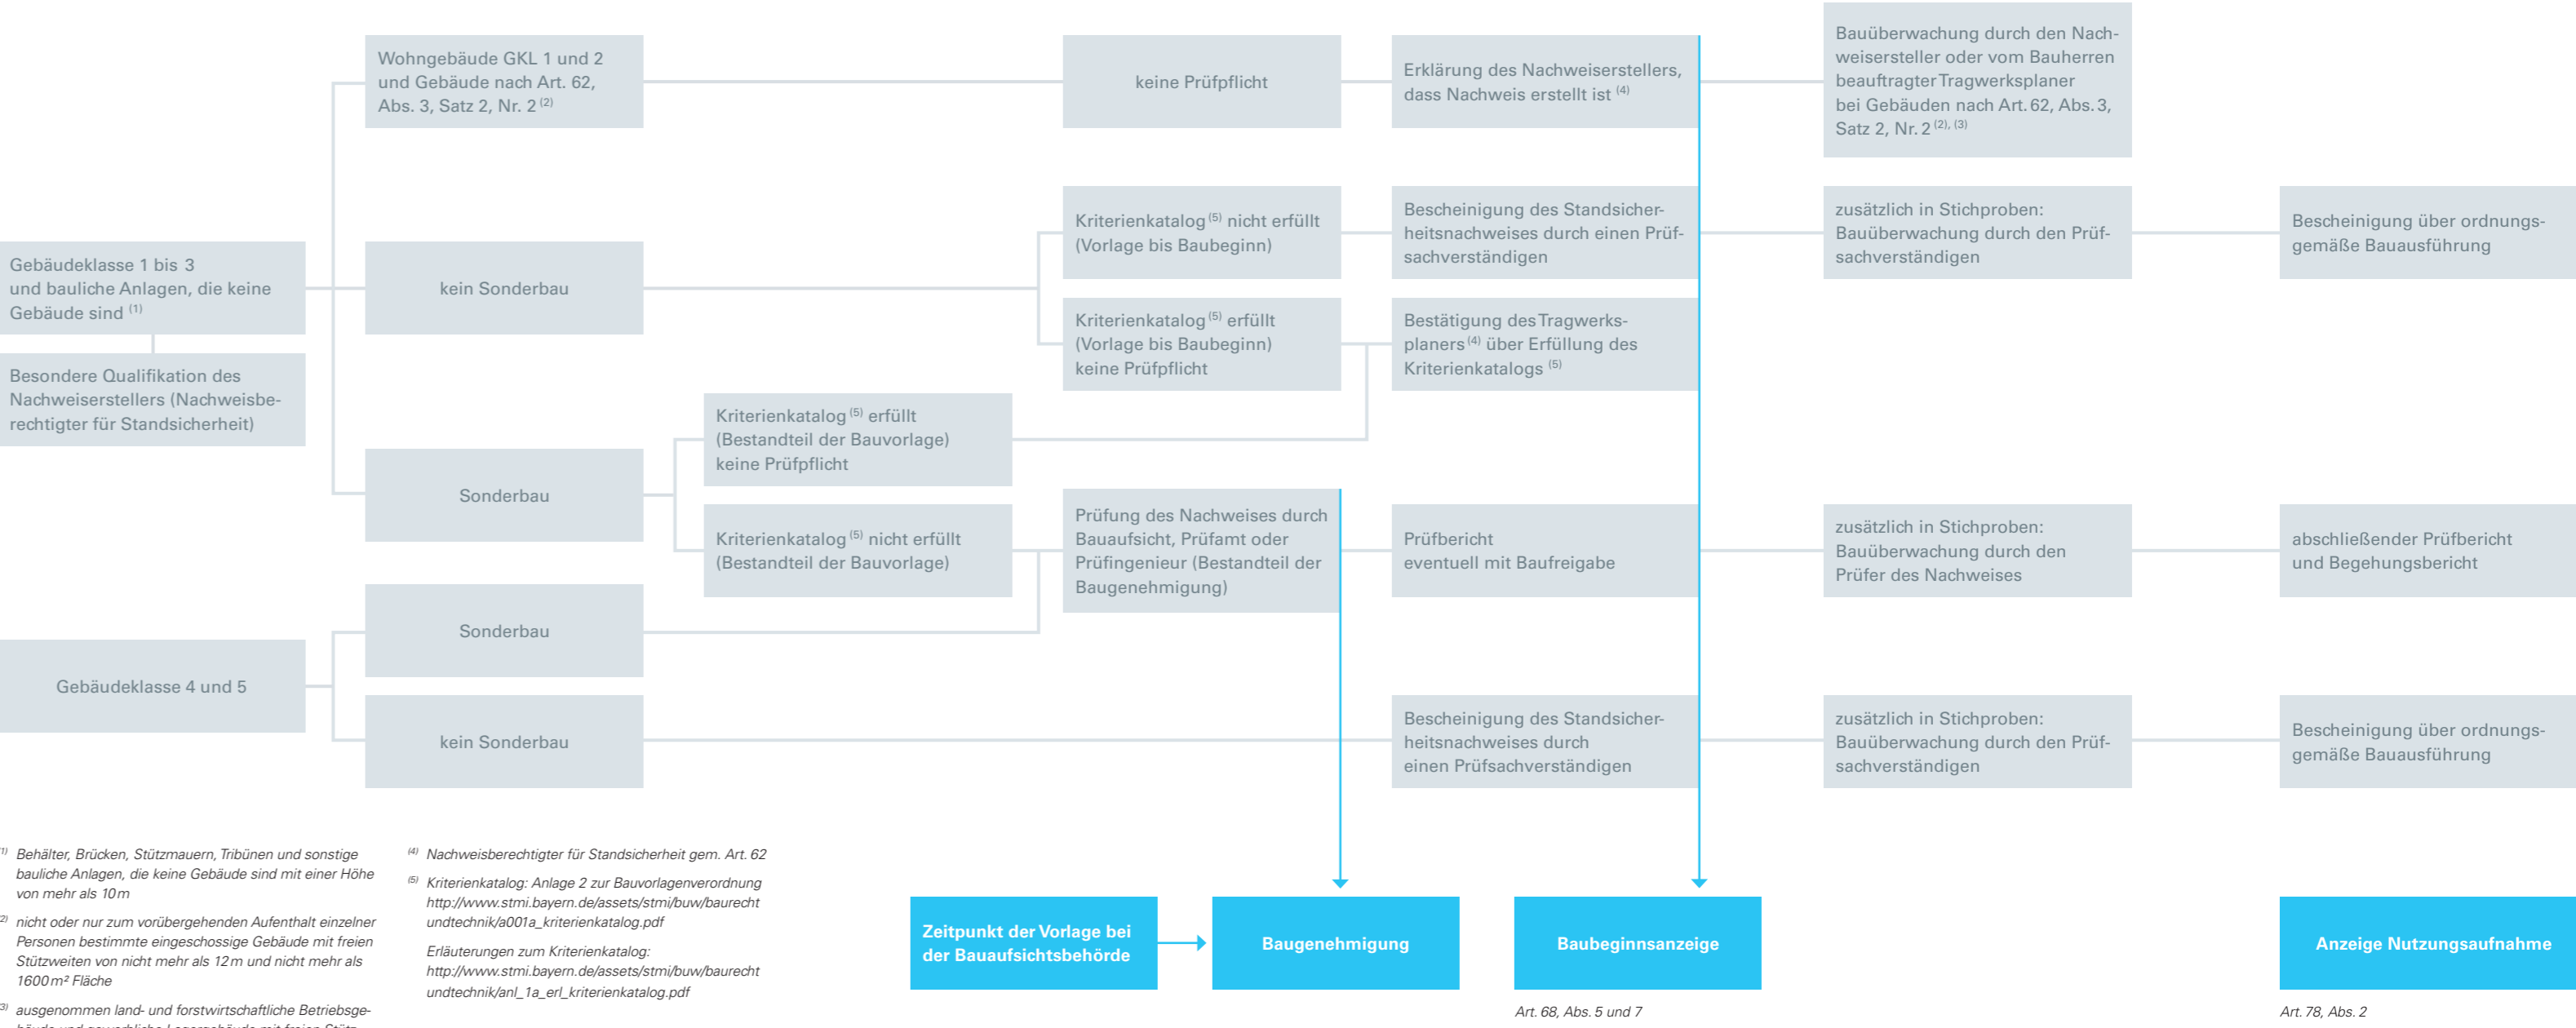 Wohngebäude GKL 1 und 2
und Gebäude nach Art. 62,
Abs. 3, Satz 2, Nr. 2 (2)
keine Prüfpflicht
Erklärung des Nachweiserstellers,
dass Nachweis erstellt ist (4)
Bauüberwachung durch den Nach-
weisersteller oder vom Bauherren
beauftragter Tragwerksplaner
bei Gebäuden nach Art. 62, Abs. 3,
Satz 2, Nr. 2 (2), (3)
Gebäudeklasse 1 bis 3
und bauliche Anlagen, die keine
Gebäude sind (1)
Besondere Qualifikation des
Nachweiserstellers (Nachweisbe-
rechtigter für Standsicherheit)
kein Sonderbau
Kriterienkatalog (5) nicht erfüllt
(Vorlage bis Baubeginn)
Bescheinigung des Standsicher-
heitsnachweises durch einen Prüf-
sachverständigen
zusätzlich in Stichproben:
Bauüberwachung durch den Prüf-
sachverständigen
Bescheinigung über ordnungs-
gemäße Bauausführung
Kriterienkatalog (5) erfüllt
(Vorlage bis Baubeginn)
keine Prüfpflicht
Bestätigung des Tragwerks-
planers (4) über Erfüllung des
Kriterienkatalogs (5)
Sonderbau
Kriterienkatalog (5) erfüllt
(Bestandteil der Bauvorlage)
keine Prüfpflicht
Kriterienkatalog (5) nicht erfüllt
(Bestandteil der Bauvorlage)
Prüfung des Nachweises durch
Bauaufsicht, Prüfamt oder
Prüfingenieur (Bestandteil der
Baugenehmigung)
Prüfbericht
eventuell mit Baufreigabe
zusätzlich in Stichproben:
Bauüberwachung durch den
Prüfer des Nachweises
abschließender Prüfbericht
und Begehungsbericht
Gebäudeklasse 4 und 5
Sonderbau
kein Sonderbau
Bescheinigung des Standsicher-
heitsnachweises durch
einen Prüfsachverständigen
zusätzlich in Stichproben:
Bauüberwachung durch den Prüf-
sachverständigen
Bescheinigung über ordnungs-
gemäße Bauausführung
(1) Behälter, Brücken, Stützmauern, Tribünen und sonstige
bauliche Anlagen, die keine Gebäude sind mit einer Höhe
von mehr als 10 m
(2) nicht oder nur zum vorübergehenden Aufenthalt einzelner
Personen bestimmte eingeschossige Gebäude mit freien
Stützweiten von nicht mehr als 12 m und nicht mehr als
1600 m² Fläche
(3) ausgenommen land- und forstwirtschaftliche Betriebsge-
bäude und gewerbliche Lagergebäude mit freien Stütz-
(4) Nachweisberechtigter für Standsicherheit gem. Art. 62
(5) Kriterienkatalog: Anlage 2 zur Bauvorlagenverordnung
http://www.stmi.bayern.de/assets/stmi/buw/baurecht
undtechnik/a001a_kriterienkatalog.pdf
Erläuterungen zum Kriterienkatalog:
http://www.stmi.bayern.de/assets/stmi/buw/baurecht
undtechnik/anl_1a_erl_kriterienkatalog.pdf
Zeitpunkt der Vorlage bei
der Bauaufsichtsbehörde
Baugenehmigung
Baubeginnsanzeige
Art. 68, Abs. 5 und 7
Anzeige Nutzungsaufnahme
Art. 78, Abs. 2